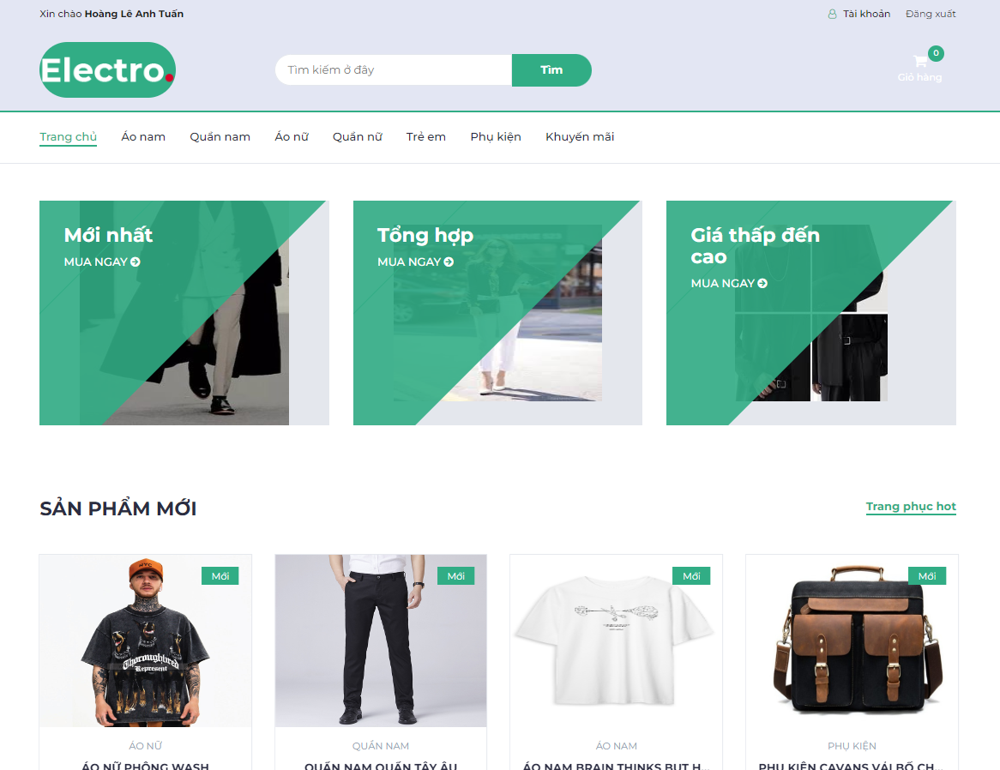 Xin chào Hoàng Lê Anh Tuấn
Tài khoản Đăng xuất
Electro.
Tìm kiếm ở đây
Tìm
0
Giỏ hàng
Trang chủ Áo nam Quần nam Áo nữ Quần nữ Trẻ em Phụ kiện Khuyến mãi
Mới nhất
MUA NGAY
Tổng hợp
MUA NGAY
Giá thấp đến
cao
MUA NGAY
SẢN PHẨM MỚI
Trang phục hot
Mới
NYC
Thoroughbred
Represent
ÁO NỮ
ÁO NỮ PHÔNG WASH
Mới
QUẦN NAM
QUẦN NAM QUẦN TÂY ÂU
Mới
ÁO NAM
ÁO NAM BRAIN THINKS BUT H...
Mới
PHỤ KIỆN
PHỤ KIỆN CAVANS VẢI BỐ CH...